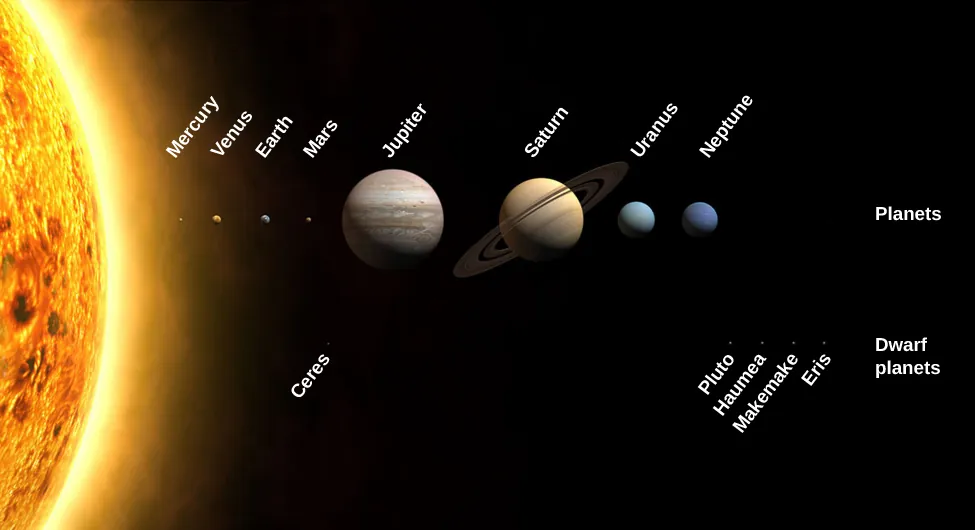 Mercury
Venus
Earth
Mars
Jupiter
Saturn
Uranus
Neptune
Planets
Ceres
Pluto
Haumea
Makemake
Eris
Dwarf
planets